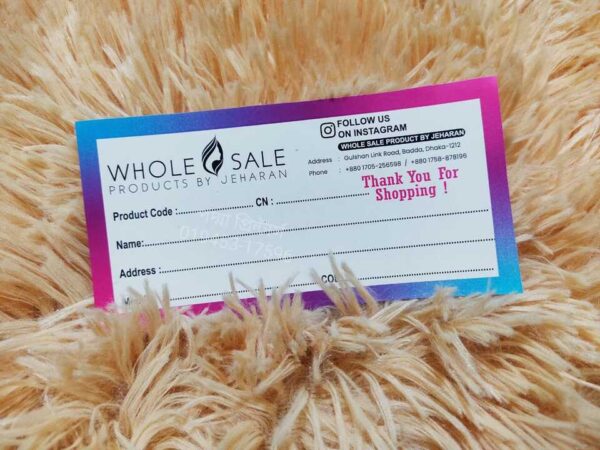 FOLLOW US
ON INSTAGRAM
WHOLE SALE PRODUCT BY JEHARAN
WHOLE SALE
PRODUCTS BY JEHARAN
Address : Gulshan Link Road, Badda, Dhaka-1212
Phone : +880 1705-256598 / +880 1758-878196
Thank You For
Shopping !
Product Code :
CN :
Name:
Address :